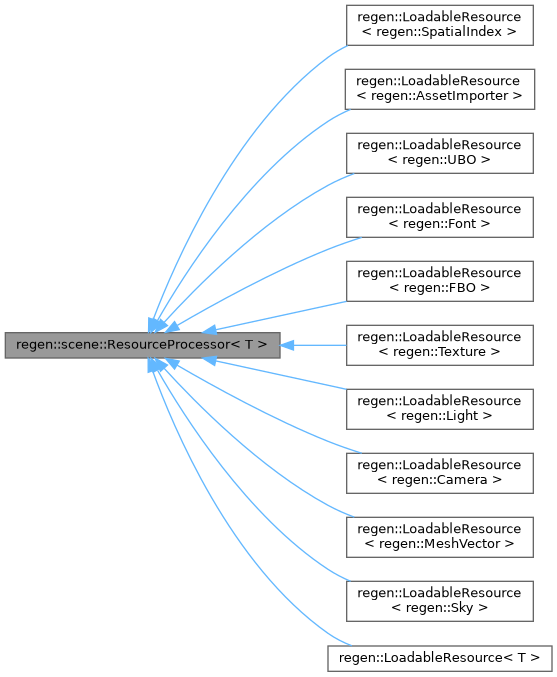 regen::LoadableResource
< regen::SpatialIndex >
regen::LoadableResource
< regen::AssetImporter >
regen::LoadableResource
< regen::UBO >
regen::LoadableResource
< regen::Font >
regen::LoadableResource
< regen::FBO >
regen::scene::ResourceProcessor< T >
regen::LoadableResource
< regen::Texture >
regen::LoadableResource
< regen::Light >
regen::LoadableResource
< regen::Camera >
regen::LoadableResource
< regen::MeshVector >
regen::LoadableResource
< regen::Sky >
regen::LoadableResource< T >